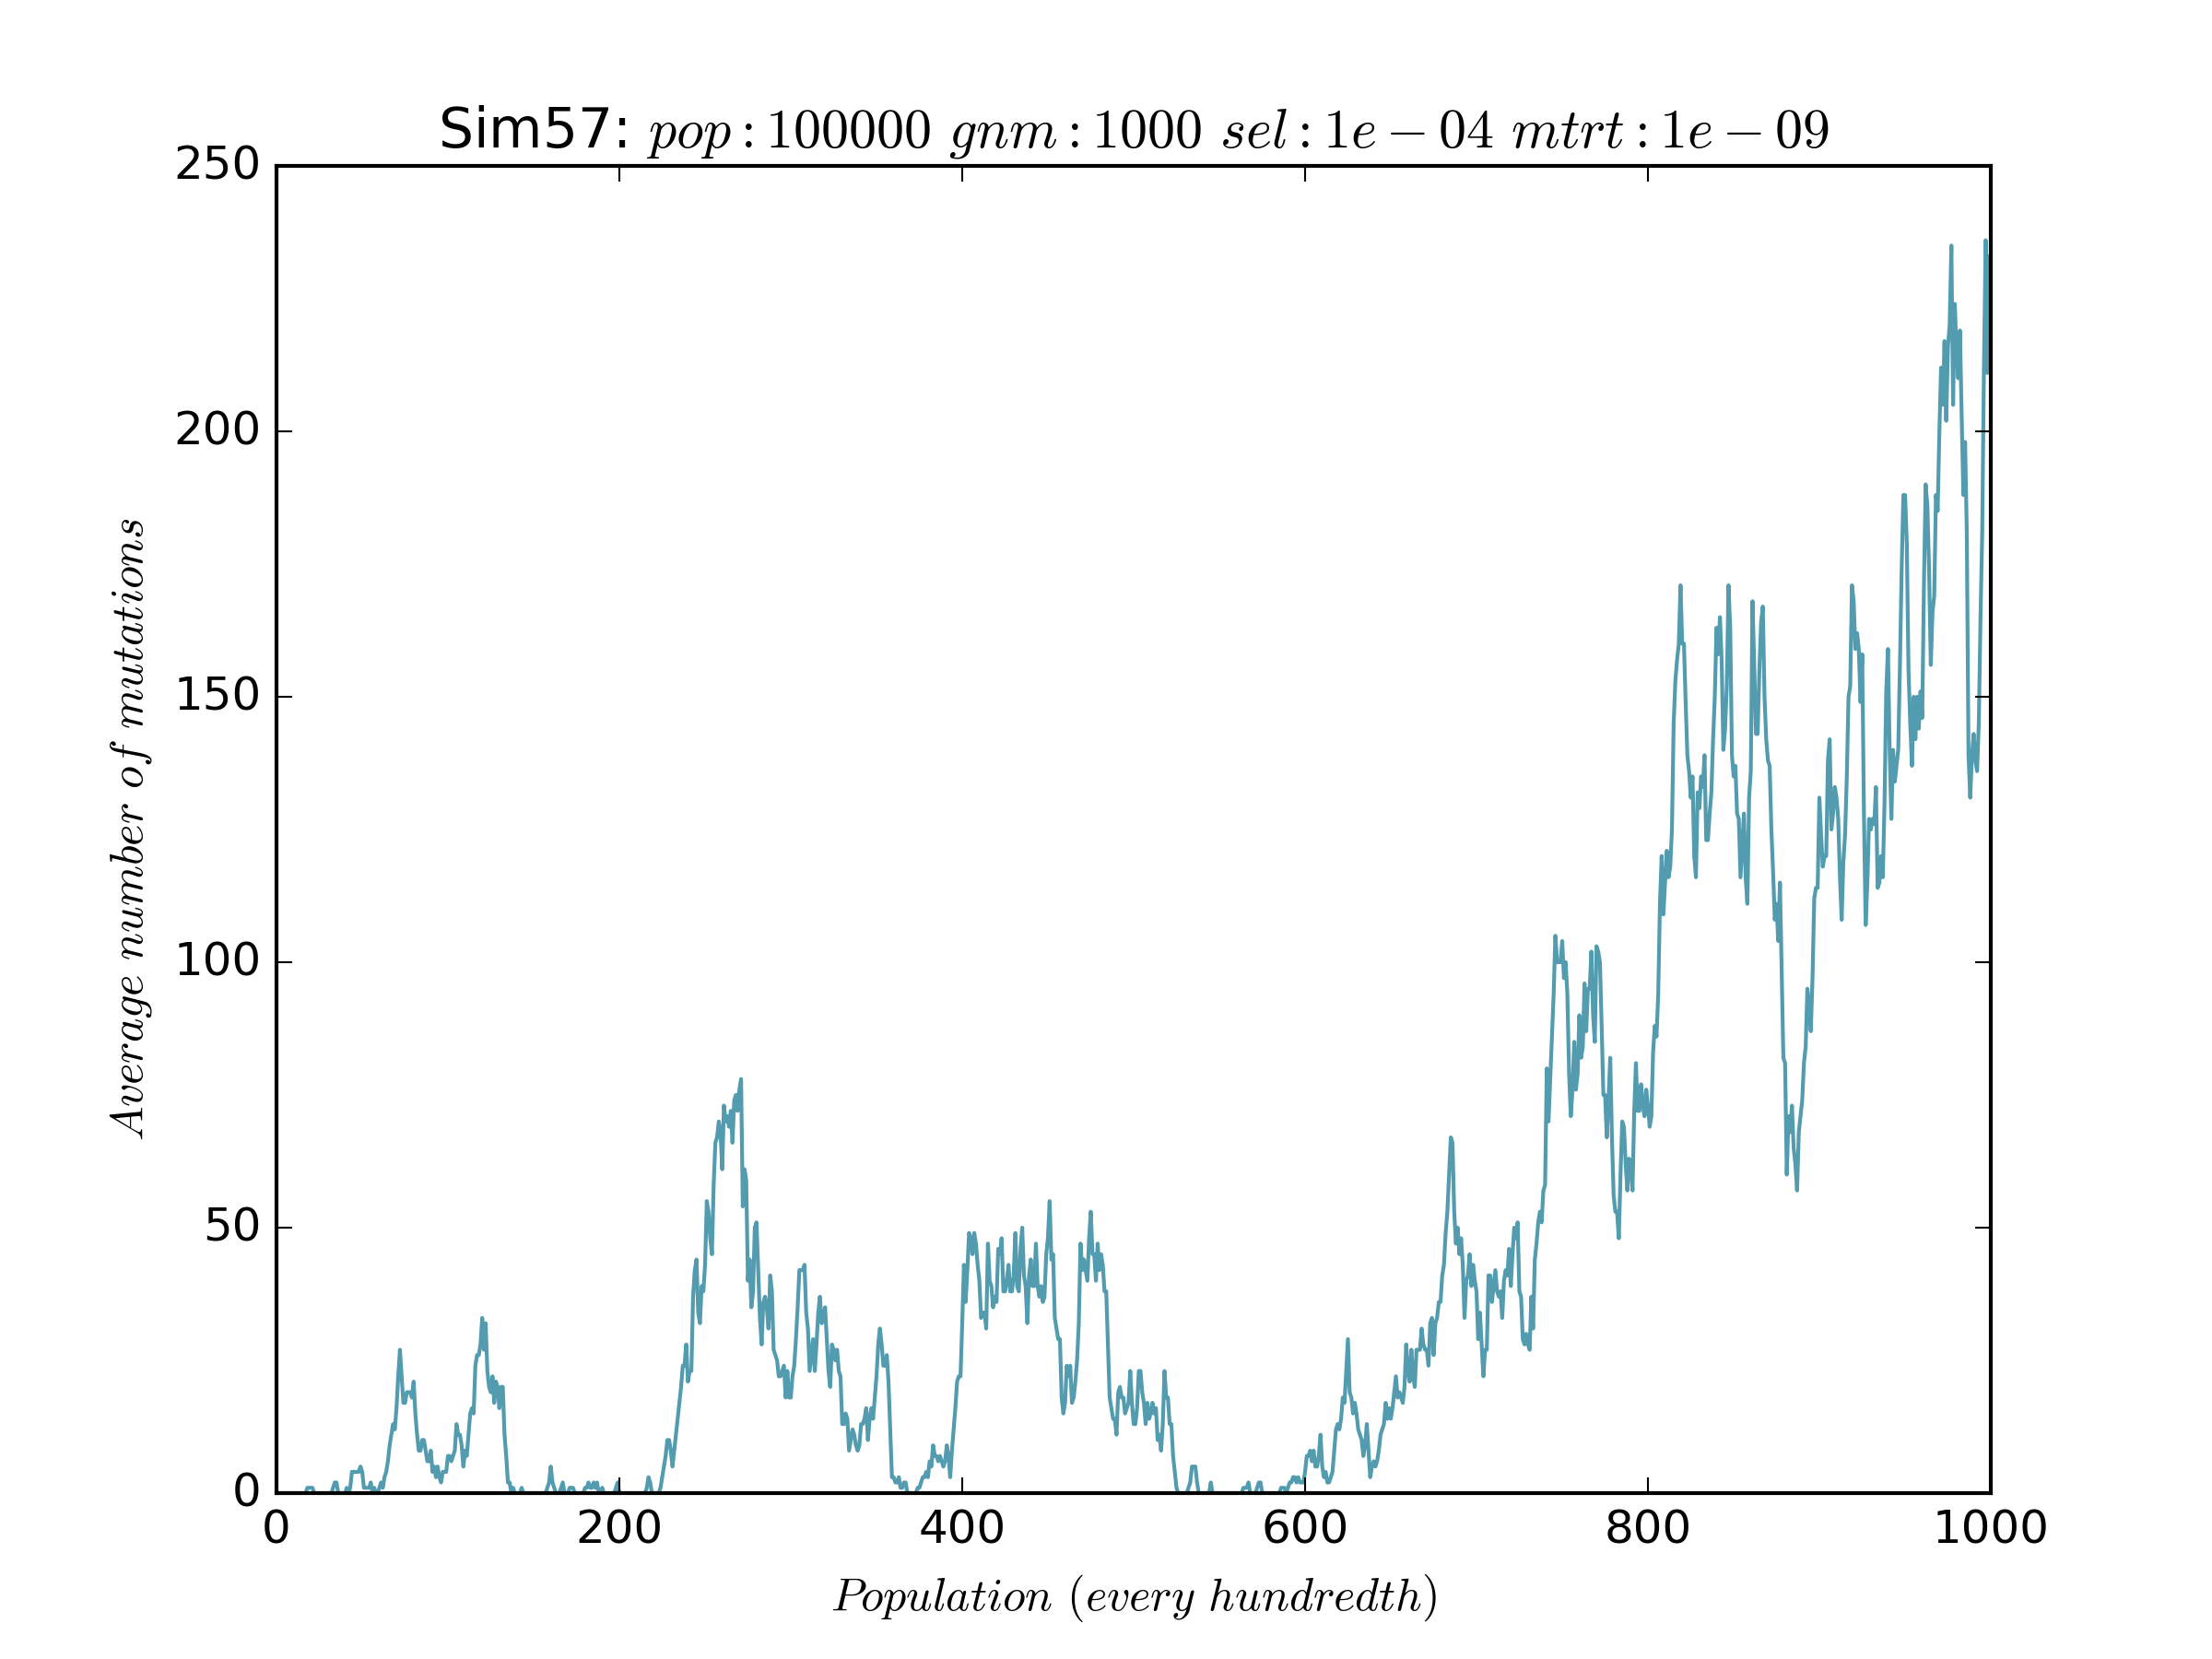 Sim57: pop : 100000 gnm : 1000 sel : 1e − 04 mtrt : 1e − 09
250
200
150
100
50
0
Average number of mutations
0 200 400 600 800 1000
Population (every hundredth)